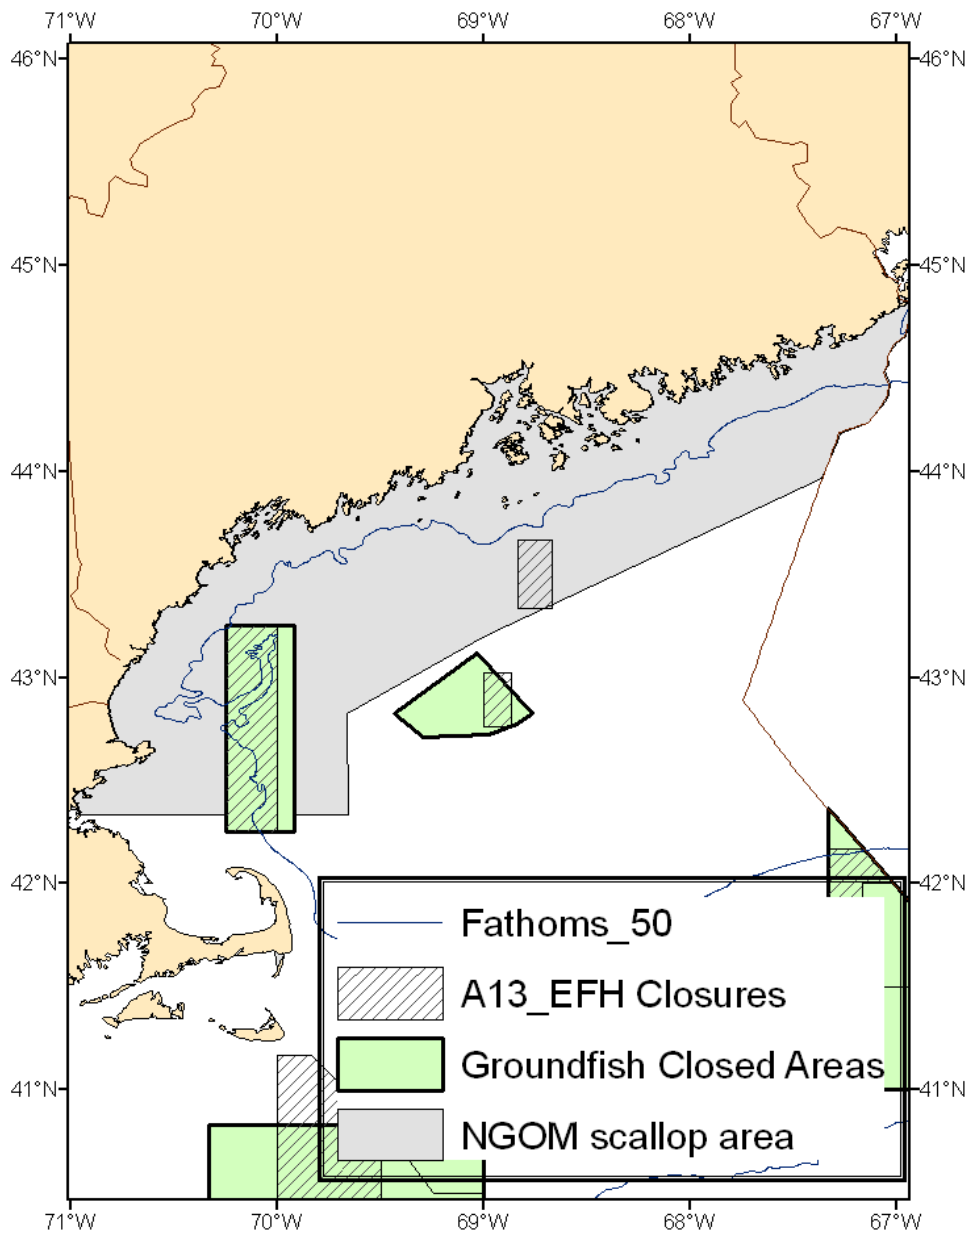 71°W 70°W 69°W 68°W 67°W
46°N 46°N
45°N 45°N
44°N 44°N
43°N 43°N
42°N 42°N
Fathoms_50
A13_EFH Closures
Groundfish Closed Areas
41°N 41°N
NGOM scallop area
71°W 70°W 69°W 68°W 67°W